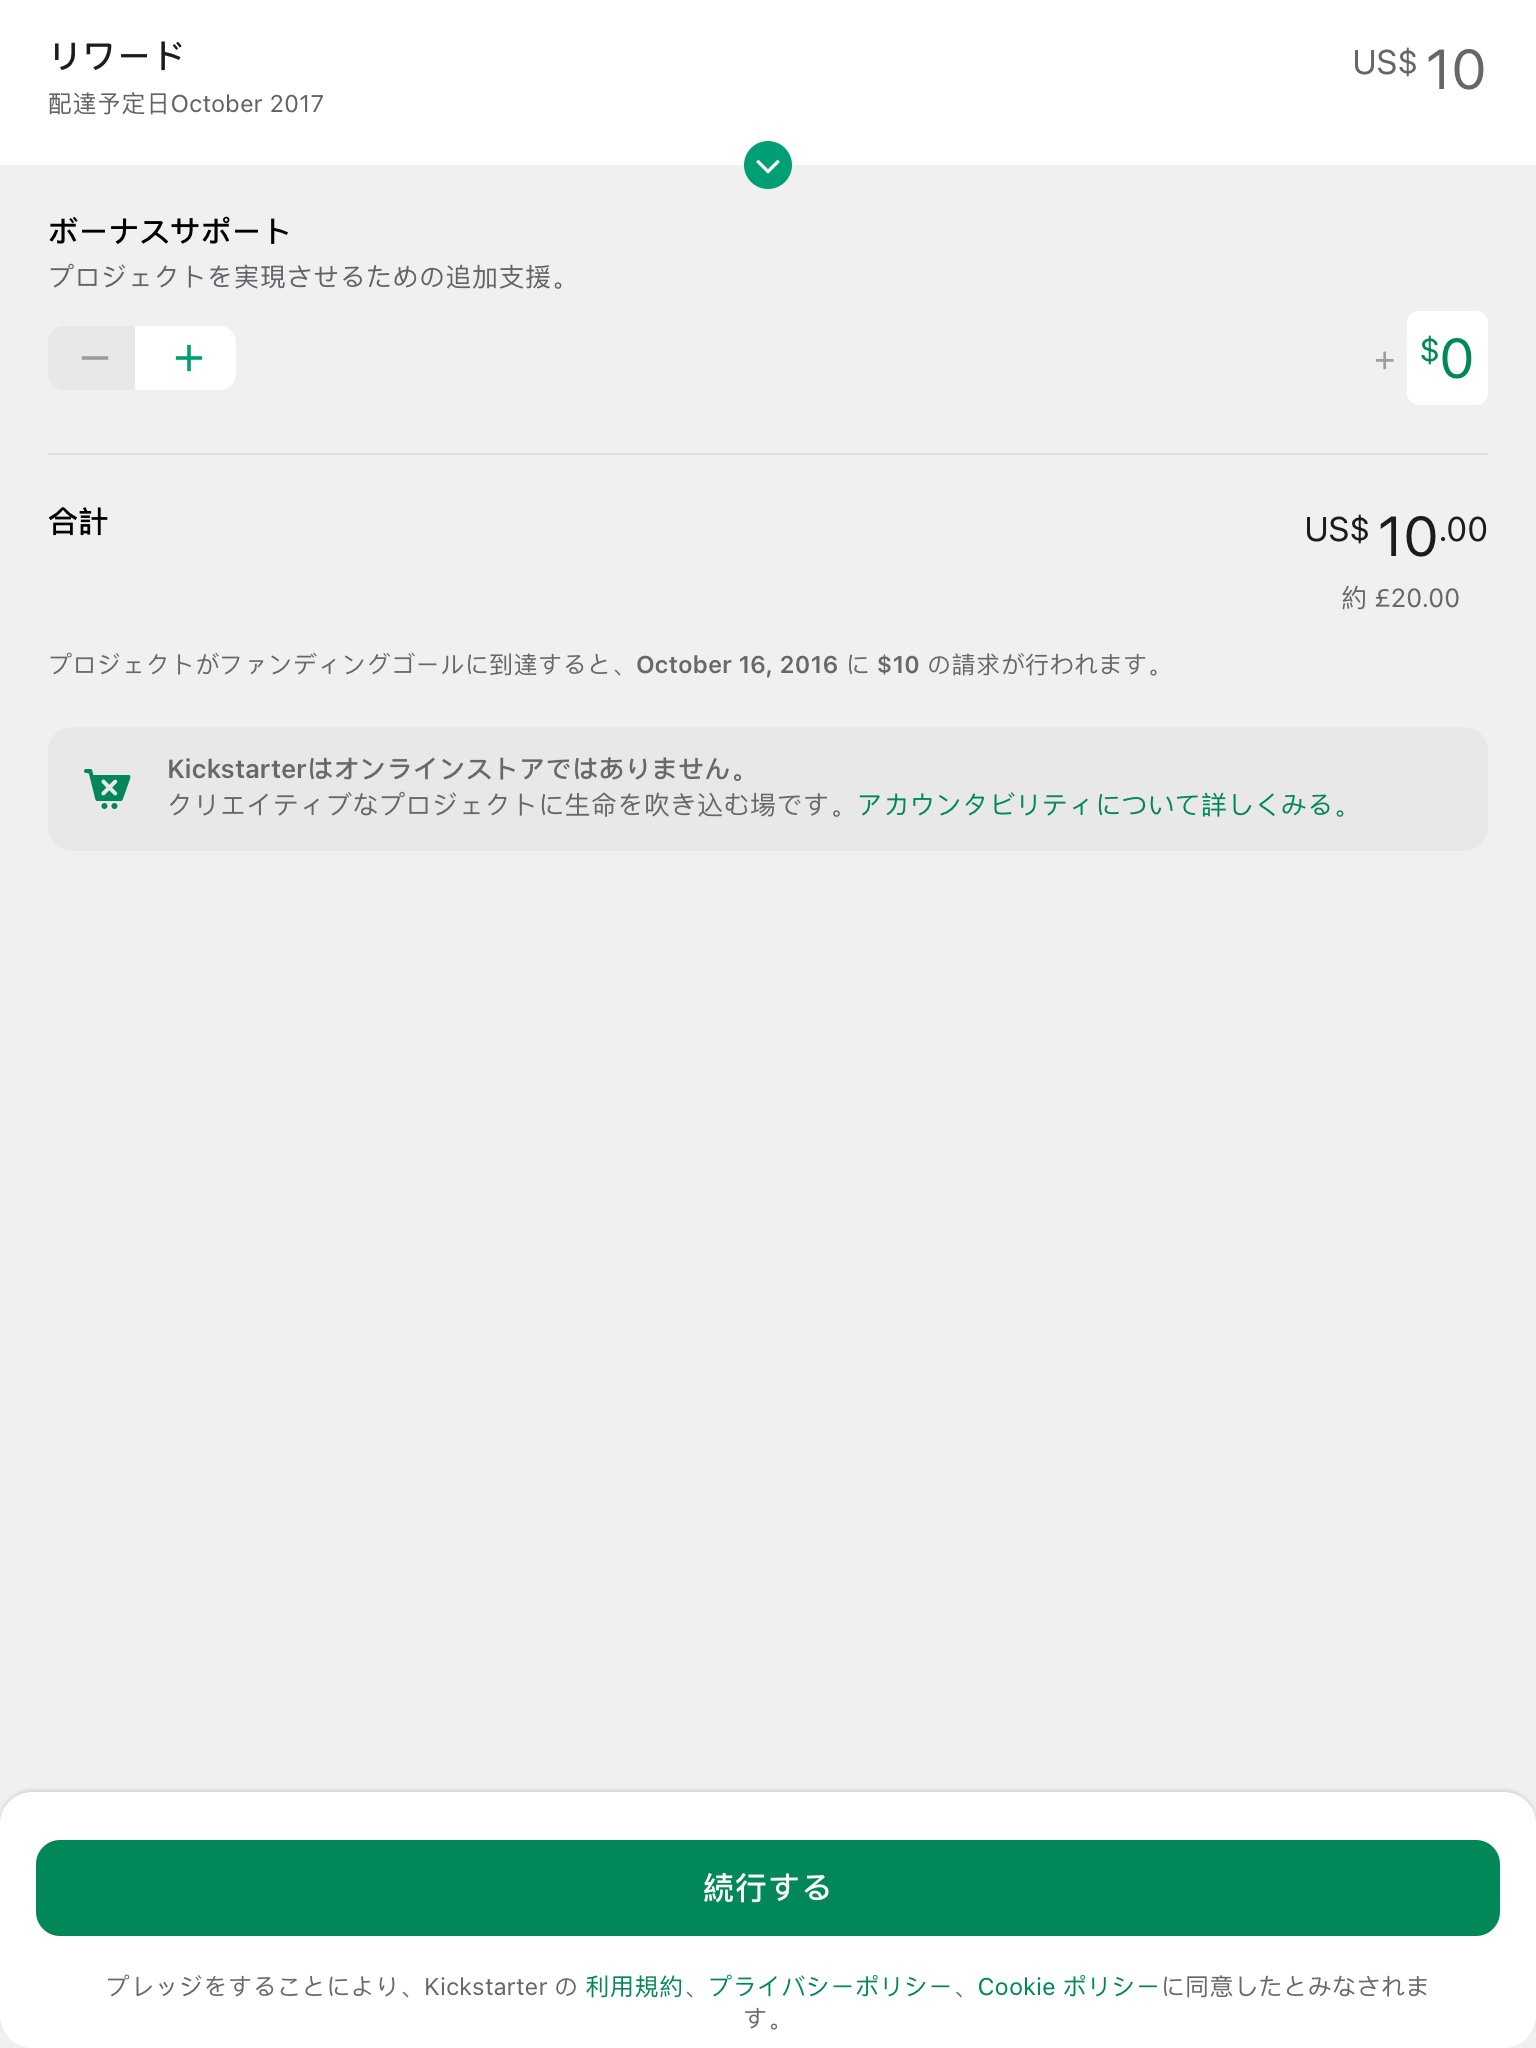 リワード
US$ 10
配達予定日October 2017
ボーナスサポート
プロジェクトを実現させるための追加支援。
+ $0
合計
US$ 10.00
約 £20.00
プロジェクトがファンディングゴールに到達すると、October 16, 2016 に $10 の請求が行われます。
Kickstarterはオンラインストアではありません。
クリエイティブなプロジェクトに生命を吹き込む場です。アカウンタビリティについて詳しくみる。
続行する
プレッジをすることにより、Kickstarter の 利用規約、プライバシーポリシー、Cookie ポリシーに同意したとみなされま
す。